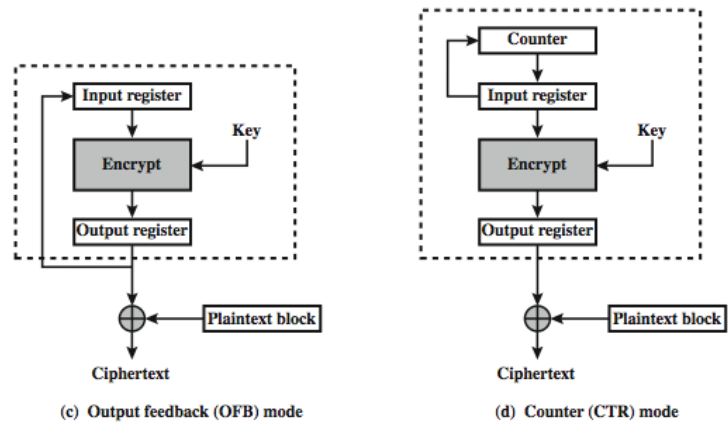 Input register
Key
Encrypt
Output register
Plaintext block
Ciphertext
(c) Output feedback (OFB) mode
Counter
Input register
Key
Encrypt
Output register
Plaintext block
Ciphertext
(d) Counter (CTR) mode